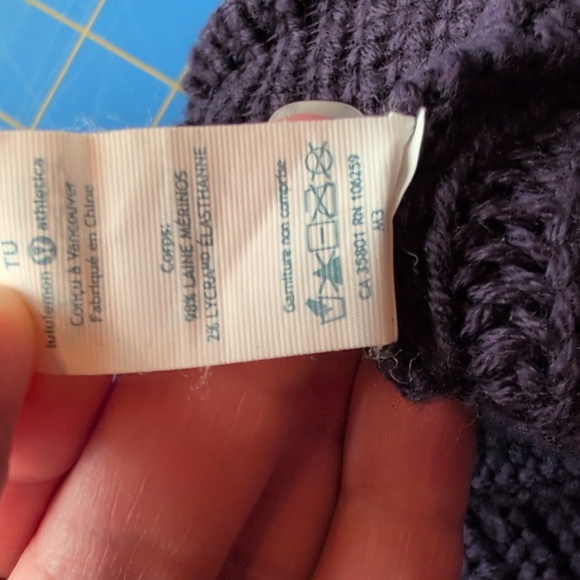 TU
lululemon athletica
Conçu à Vancouver
Fabriqué en Chine
Corps:
98% LAINE MÉRINOS
2% LYCRA® ÉLASTHANNE
Garniture non comprise
CA 35801 RN 106259
M3